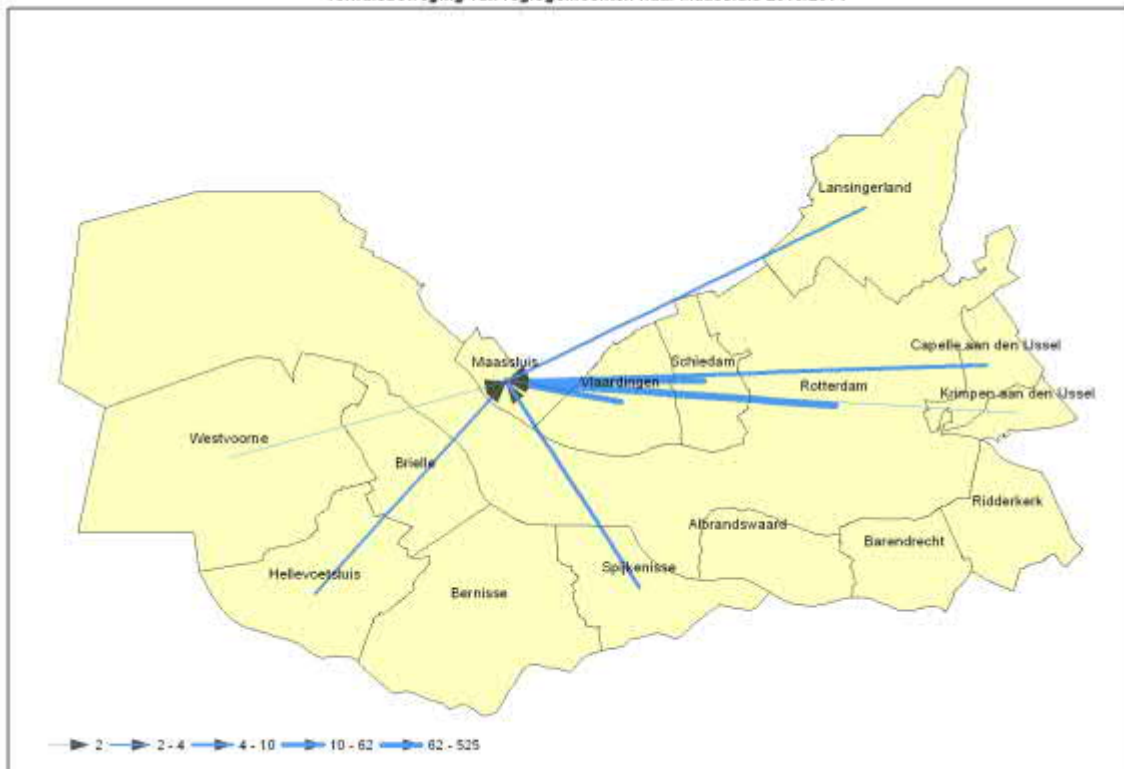 Lansingerland
Maassluis
Schiedam
Capelle aan den IJssel
Vlaardingen
Rotterdam
Krimpen aan den IJssel
Westvoorne
Brielle
Ridderkerk
Albrandswaard
Barendrecht
Hellevoetsluis
Spijkenisse
Bernisse
2 2 - 4 4 - 10 10 - 62 62 - 525